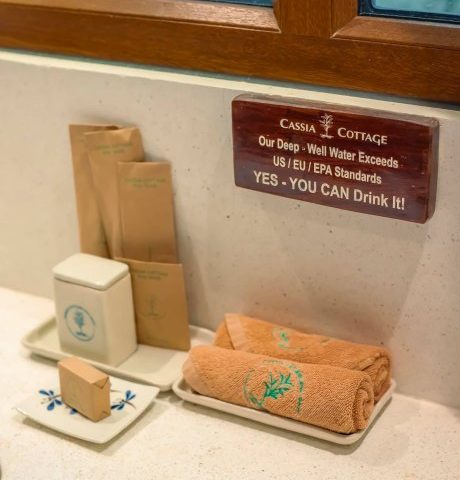 CASSIA COTTAGE
Our Deep - Well Water Exceeds
US / EU / EPA Standards
YES - YOU CAN Drink It!